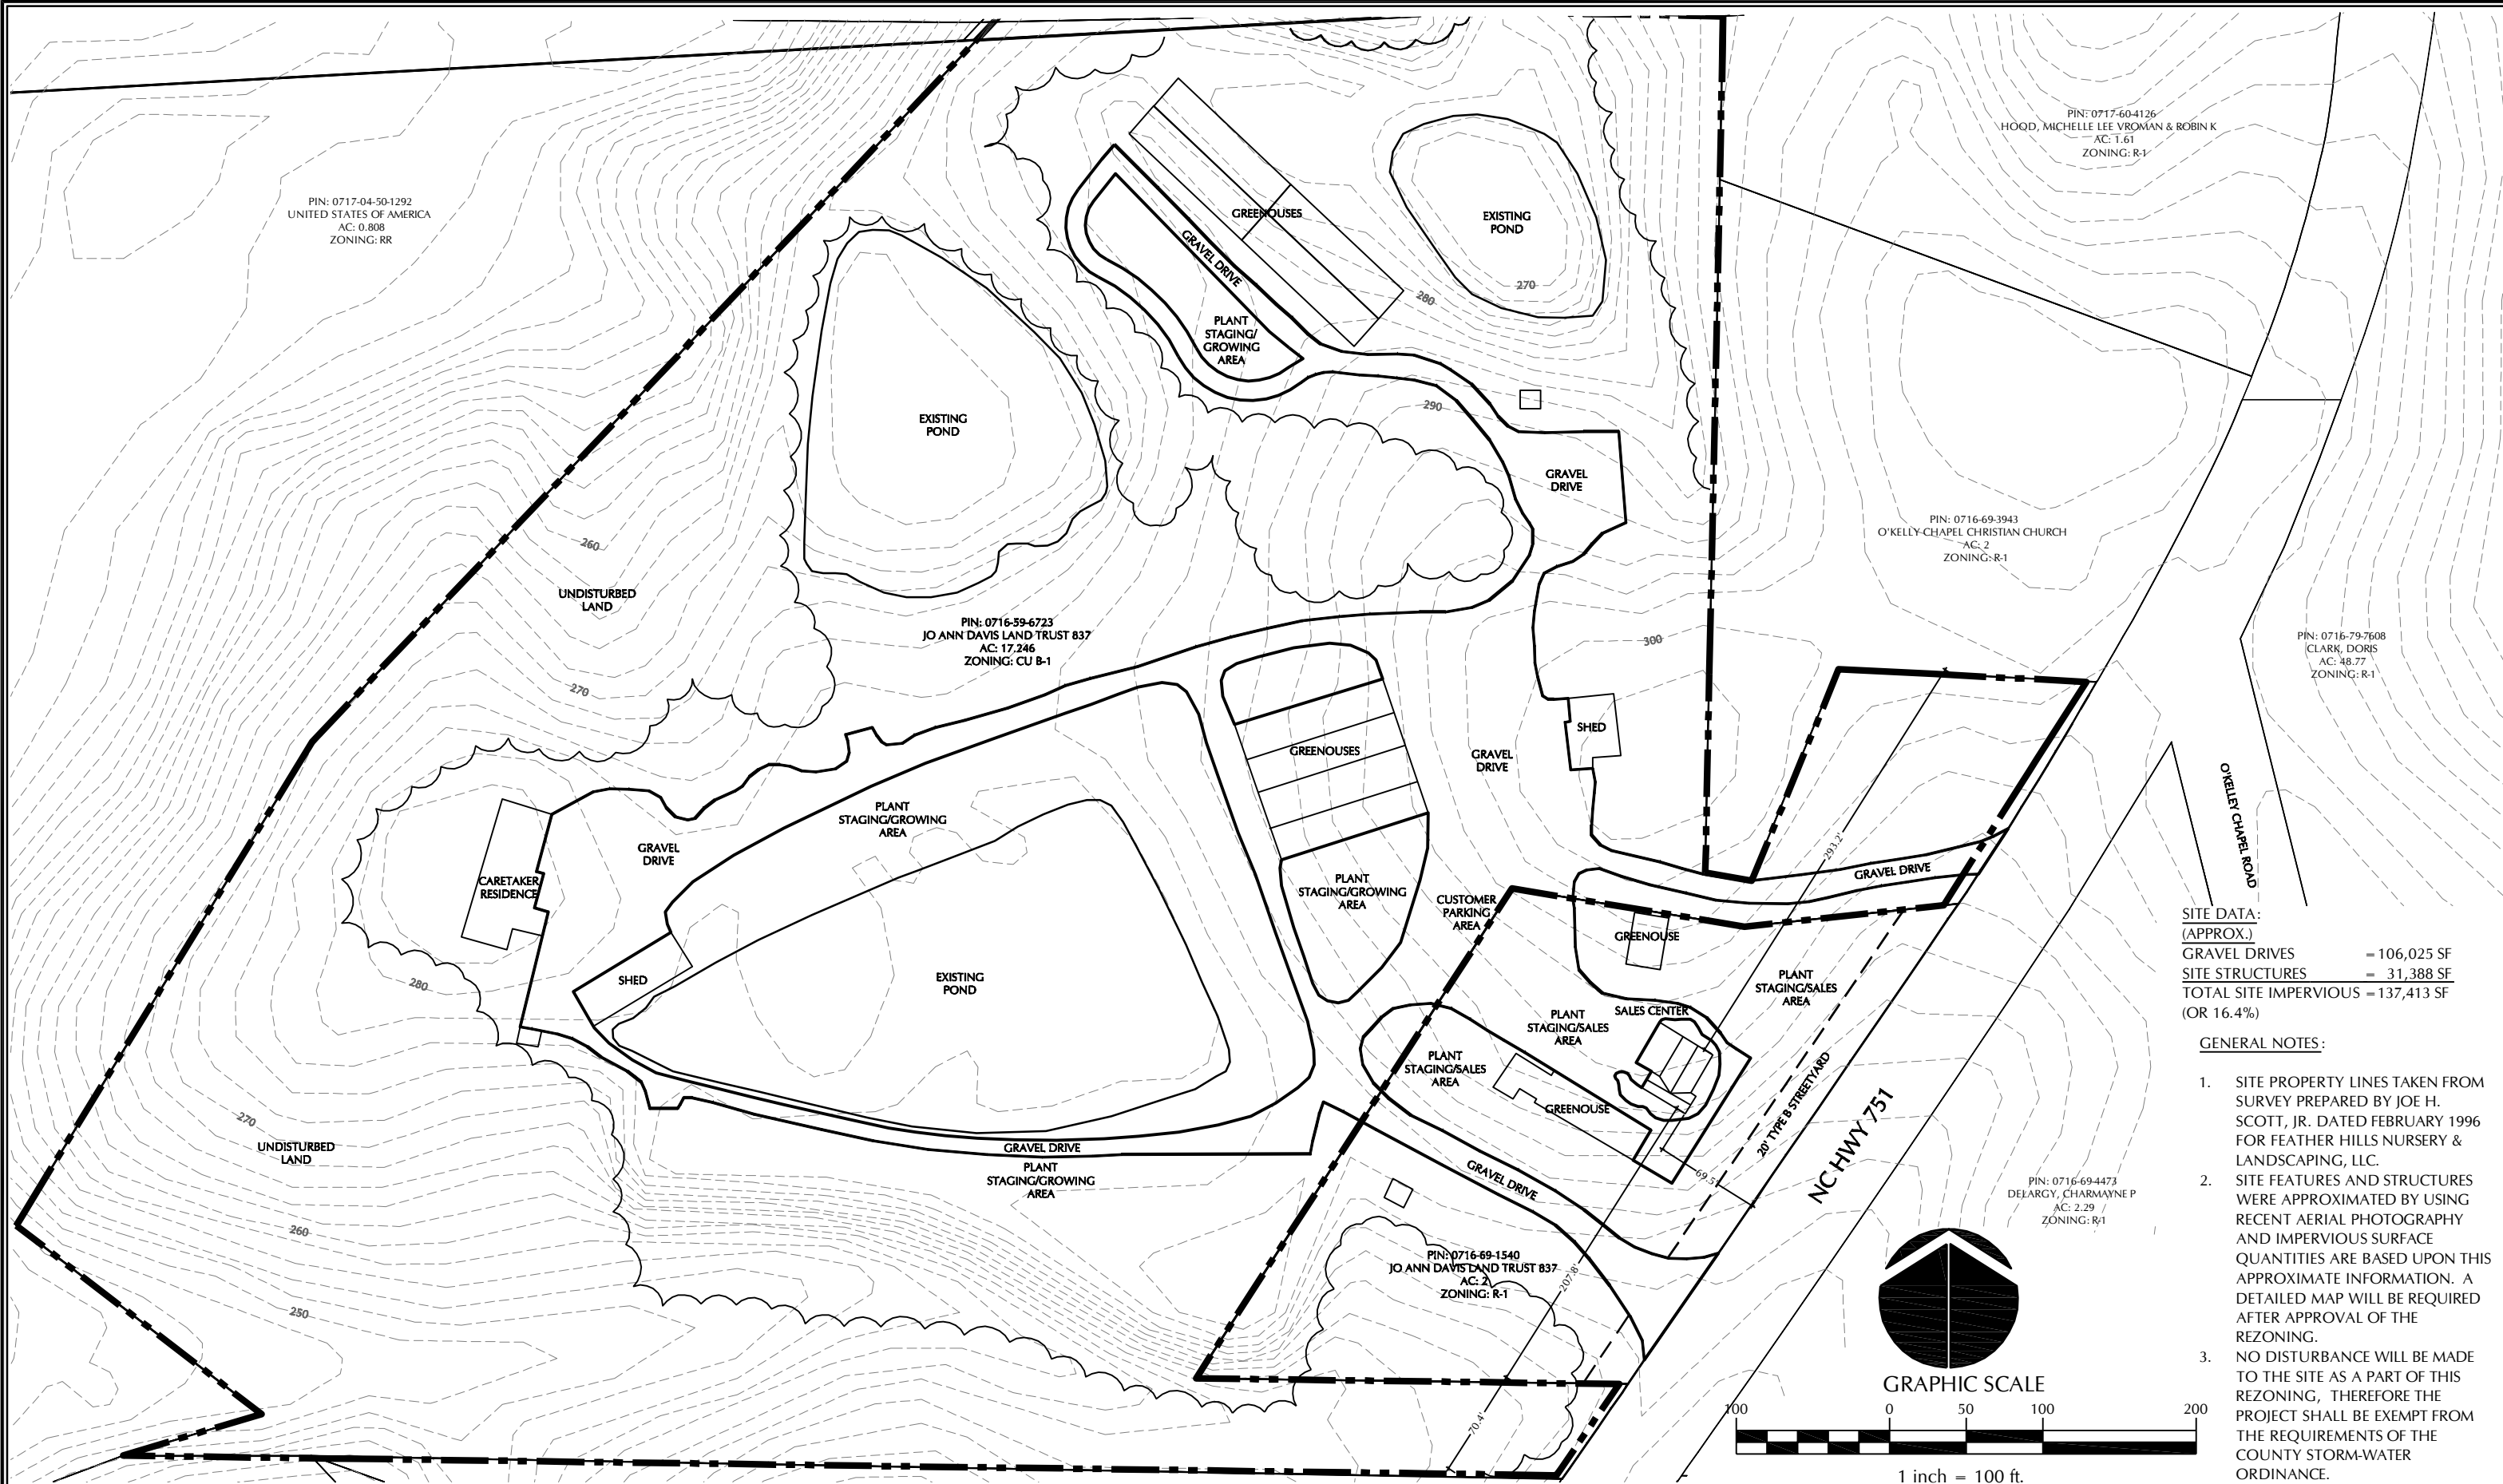 PIN: 0717-04-50-1292
UNITED STATES OF AMERICA
AC: 0.808
ZONING: RR
PIN: 0717-60-4126
HOOD, MICHELLE LEE VROMAN & ROBIN K
AC: 1.61
ZONING: R-1
GREENOUSES
EXISTING
POND
GRAVEL DRIVE
270
280
PLANT
STAGING/
GROWING
AREA
290
EXISTING
POND
GRAVEL
DRIVE
PIN: 0716-69-3943
O'KELLY CHAPEL CHRISTIAN CHURCH
AC: 2
ZONING: R-1
260
UNDISTURBED
LAND
PIN: 0716-59-6723
JO ANN DAVIS LAND TRUST 837
AC: 17.246
ZONING: CU B-1
300
PIN: 0716-79-7608
CLARK, DORIS
AC: 48.77
ZONING: R-1
270
SHED
GREENOUSES
GRAVEL
DRIVE
PLANT
STAGING/GROWING
AREA
GRAVEL
DRIVE
CARETAKER
RESIDENCE
PLANT
STAGING/GROWING
AREA
CUSTOMER
PARKING
AREA
293.2'
GRAVEL DRIVE
O'KELLEY CHAPEL ROAD
GREENOUSE
280
SHED
EXISTING
POND
PLANT
STAGING/SALES
AREA
SALES CENTER
PLANT
STAGING/SALES
AREA
PLANT
STAGING/SALES
AREA
GREENOUSE
20' TYPE B STREETYARD
NC HWY 751
69.5'
270
UNDISTURBED
LAND
GRAVEL DRIVE
PLANT
STAGING/GROWING
AREA
GRAVEL DRIVE
260
250
PIN: 0716-69-1540
JO ANN DAVIS LAND TRUST 837
AC: 2
ZONING: R-1
207.8'
70.4'
PIN: 0716-69-4473
DELARGY, CHARMAYNE P
AC: 2.29
ZONING: R-1
SITE DATA:
(APPROX.)
GRAVEL DRIVES = 106,025 SF
SITE STRUCTURES = 31,388 SF
TOTAL SITE IMPERVIOUS = 137,413 SF
(OR 16.4%)
GENERAL NOTES:
1. SITE PROPERTY LINES TAKEN FROM
SURVEY PREPARED BY JOE H.
SCOTT, JR. DATED FEBRUARY 1996
FOR FEATHER HILLS NURSERY &
LANDSCAPING, LLC.
2. SITE FEATURES AND STRUCTURES
WERE APPROXIMATED BY USING
RECENT AERIAL PHOTOGRAPHY
AND IMPERVIOUS SURFACE
QUANTITIES ARE BASED UPON THIS
APPROXIMATE INFORMATION. A
DETAILED MAP WILL BE REQUIRED
AFTER APPROVAL OF THE
REZONING.
3. NO DISTURBANCE WILL BE MADE
TO THE SITE AS A PART OF THIS
REZONING, THEREFORE THE
PROJECT SHALL BE EXEMPT FROM
THE REQUIREMENTS OF THE
COUNTY STORM-WATER
ORDINANCE.
GRAPHIC SCALE
100 0 50 100 200
1 inch = 100 ft.